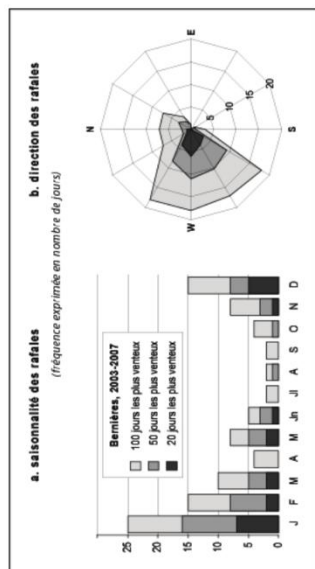 a. saisonnalité des rafales
b. direction des rafales
(fréquence exprimée en nombre de jours)
Bernières, 2003-2007
100 jours les plus venteux
50 jours les plus venteux
20 jours les plus venteux
25
20
15
10
5
0
J F M A M Jn Jl A S O N D
N
E
S
W
5
10
15
20